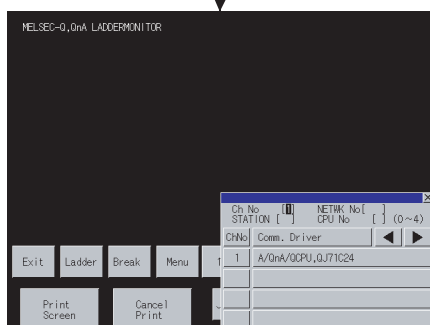 MELSEC-Q,QnA LADDERMONITOR
Ch No [1] NETWK No[ ]
STATION [ ] CPU No [ ] (0~4)
ChNo Comm. Driver
1 A/QnA/QCPU,QJ71C24
Exit Ladder Break Menu
Print Screen
Cancel Print